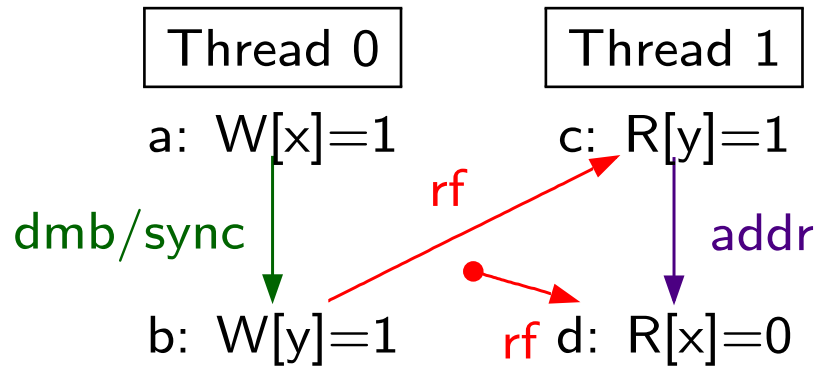 Thread 0 Thread 1
a: W[x]=1 c: R[y]=1
rf
dmb/sync addr
b: W[y]=1 rf d: R[x]=0